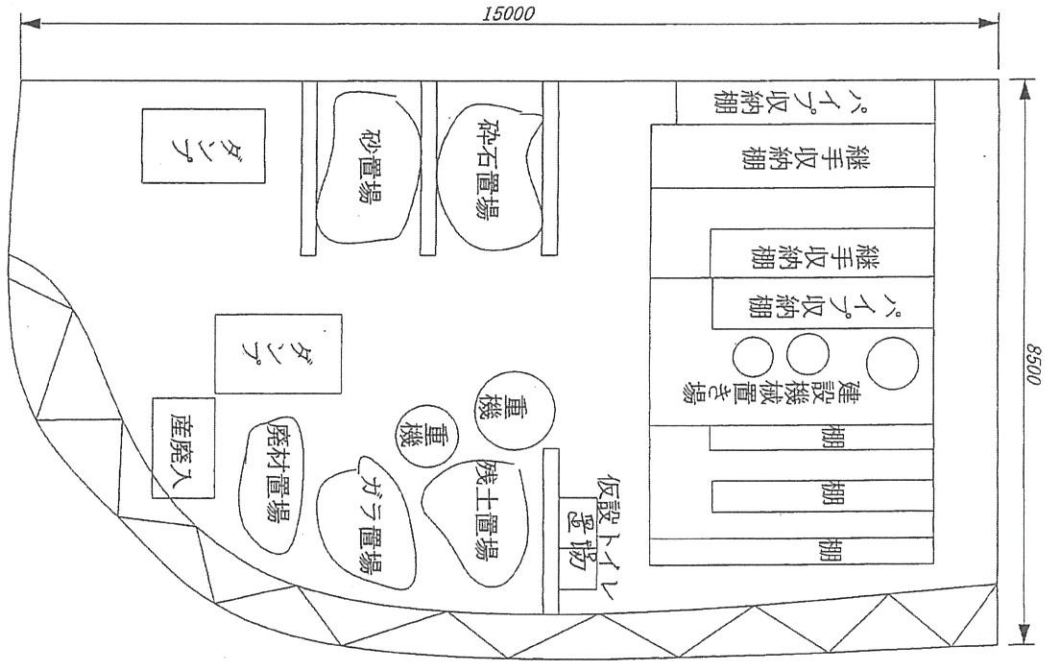 15000
8500
ダンプ
砂置場
砕石置場
パイプ収納棚
継手収納棚
継手収納棚
パイプ収納棚
建設機械置き場
ダンプ
重機
重機
棚
棚
棚
産廃入
廃材置場
ガラ置場
残土置場
仮設トイレ
置場